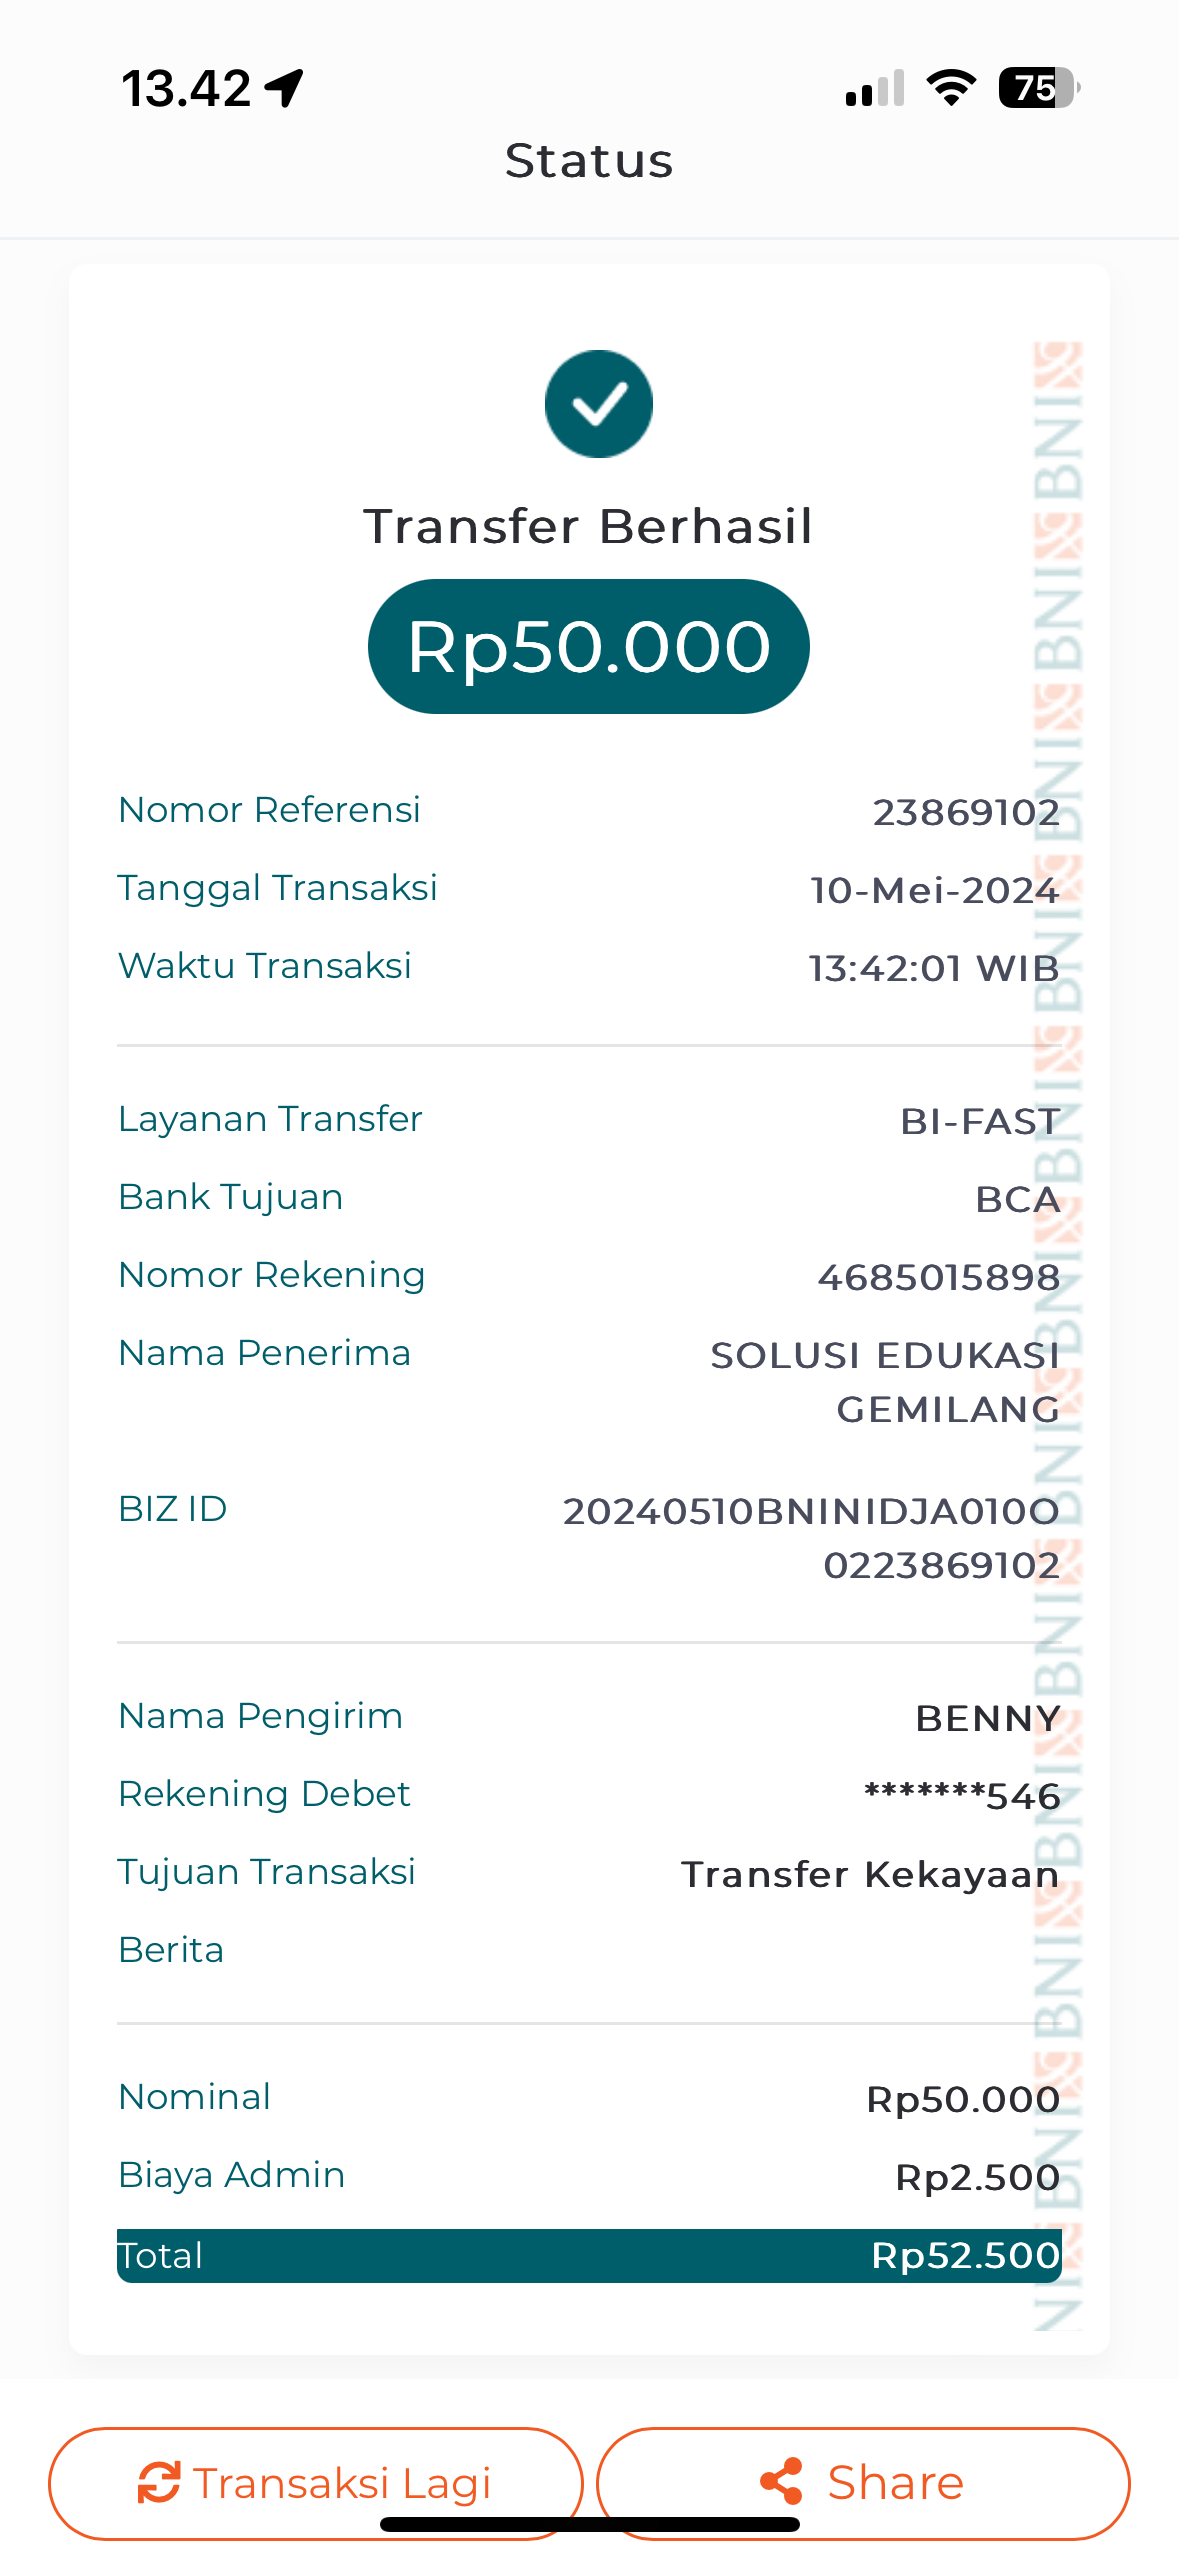 13.42
75
Status
Transfer Berhasil
Rp50.000
Nomor Referensi 23869102
Tanggal Transaksi 10-Mei-2024
Waktu Transaksi 13:42:01 WIB
Layanan Transfer BI-FAST
Bank Tujuan BCA
Nomor Rekening 4685015898
Nama Penerima SOLUSI EDUKASI
GEMILANG
BIZ ID 20240510BNINIDJA010O
0223869102
Nama Pengirim BENNY
Rekening Debet *******546
Tujuan Transaksi Transfer Kekayaan
Berita
Nominal Rp50.000
Biaya Admin Rp2.500
Total Rp52.500
Transaksi Lagi
Share
BNI BNI BNI BNI BNI BNI BNI BNI BNI BNI BNI NI